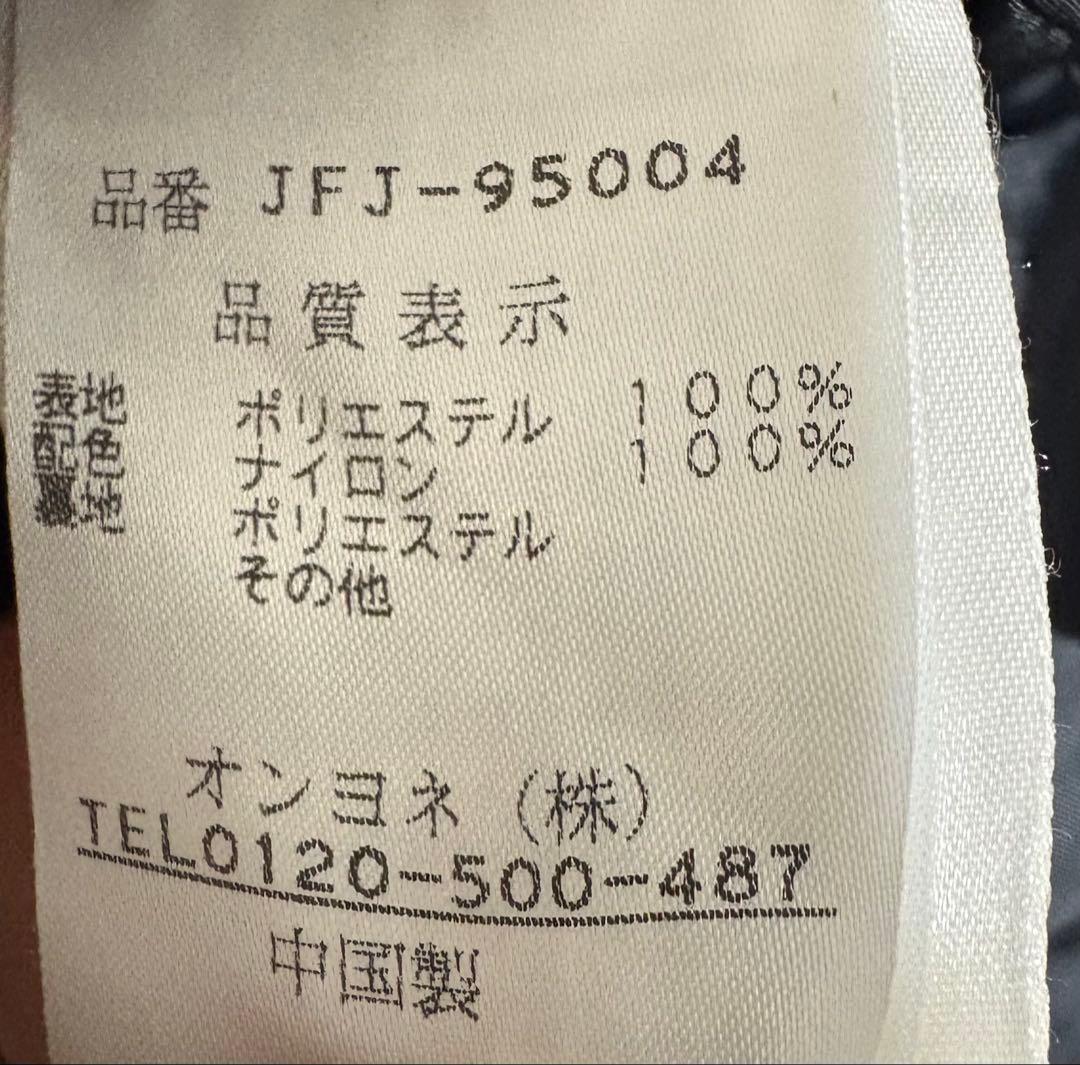 品番 JFJ-95004
品質表示
表地 ポリエステル 100%
配色 ナイロン 100%
裏地 ポリエステル
その他
オンヨネ(株)
TEL0120-500-487
中国製